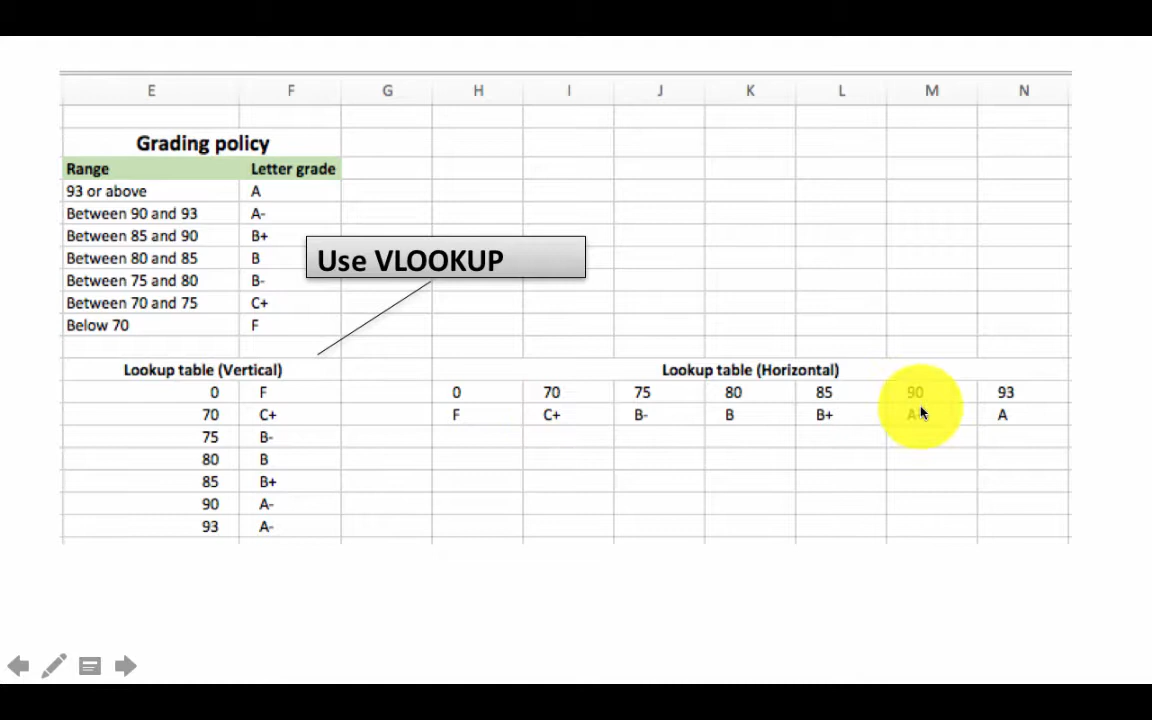 E F G H I J K L M N
Grading policy
Range Letter grade
93 or above A
Between 90 and 93 A-
Between 85 and 90 B+
Between 80 and 85 B
Between 75 and 80 B-
Between 70 and 75 C+
Below 70 F
Use VLOOKUP
Lookup table (Vertical) Lookup table (Horizontal)
0 F 0 70 75 80 85 90 93
70 C+ F C+ B- B B+ A
75 B-
80 B
85 B+
90 A-
93 A-